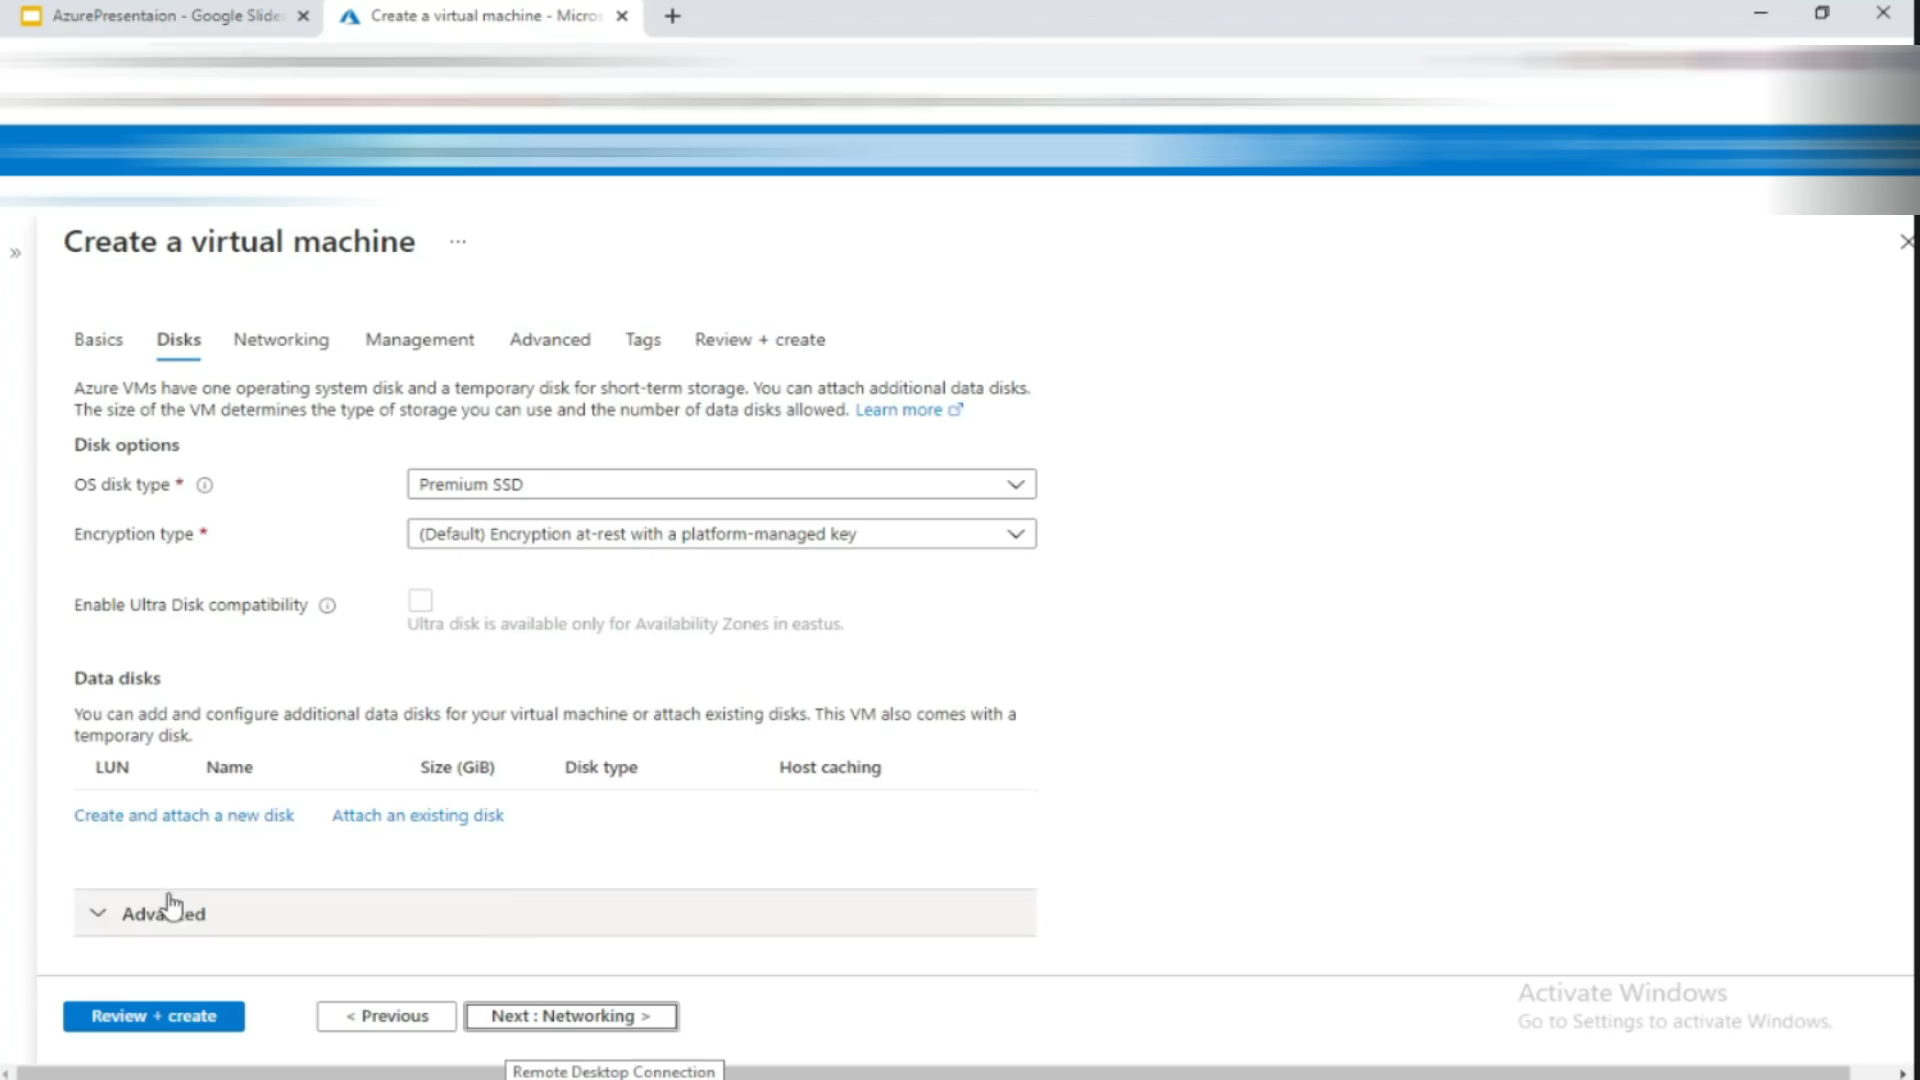 AzurePresentaion - Google Slide
Create a virtual machine - Micros
Create a virtual machine ...
Basics Disks Networking Management Advanced Tags Review + create
Azure VMs have one operating system disk and a temporary disk for short-term storage. You can attach additional data disks.
The size of the VM determines the type of storage you can use and the number of data disks allowed. Learn more
Disk options
OS disk type * Premium SSD
Encryption type * (Default) Encryption at-rest with a platform-managed key
Enable Ultra Disk compatibility
Ultra disk is available only for Availability Zones in eastus.
Data disks
You can add and configure additional data disks for your virtual machine or attach existing disks. This VM also comes with a
temporary disk.
LUN Name Size (GiB) Disk type Host caching
Create and attach a new disk Attach an existing disk
Advanced
Review + create < Previous Next : Networking >
Activate Windows
Go to Settings to activate Windows.
Remote Desktop Connection